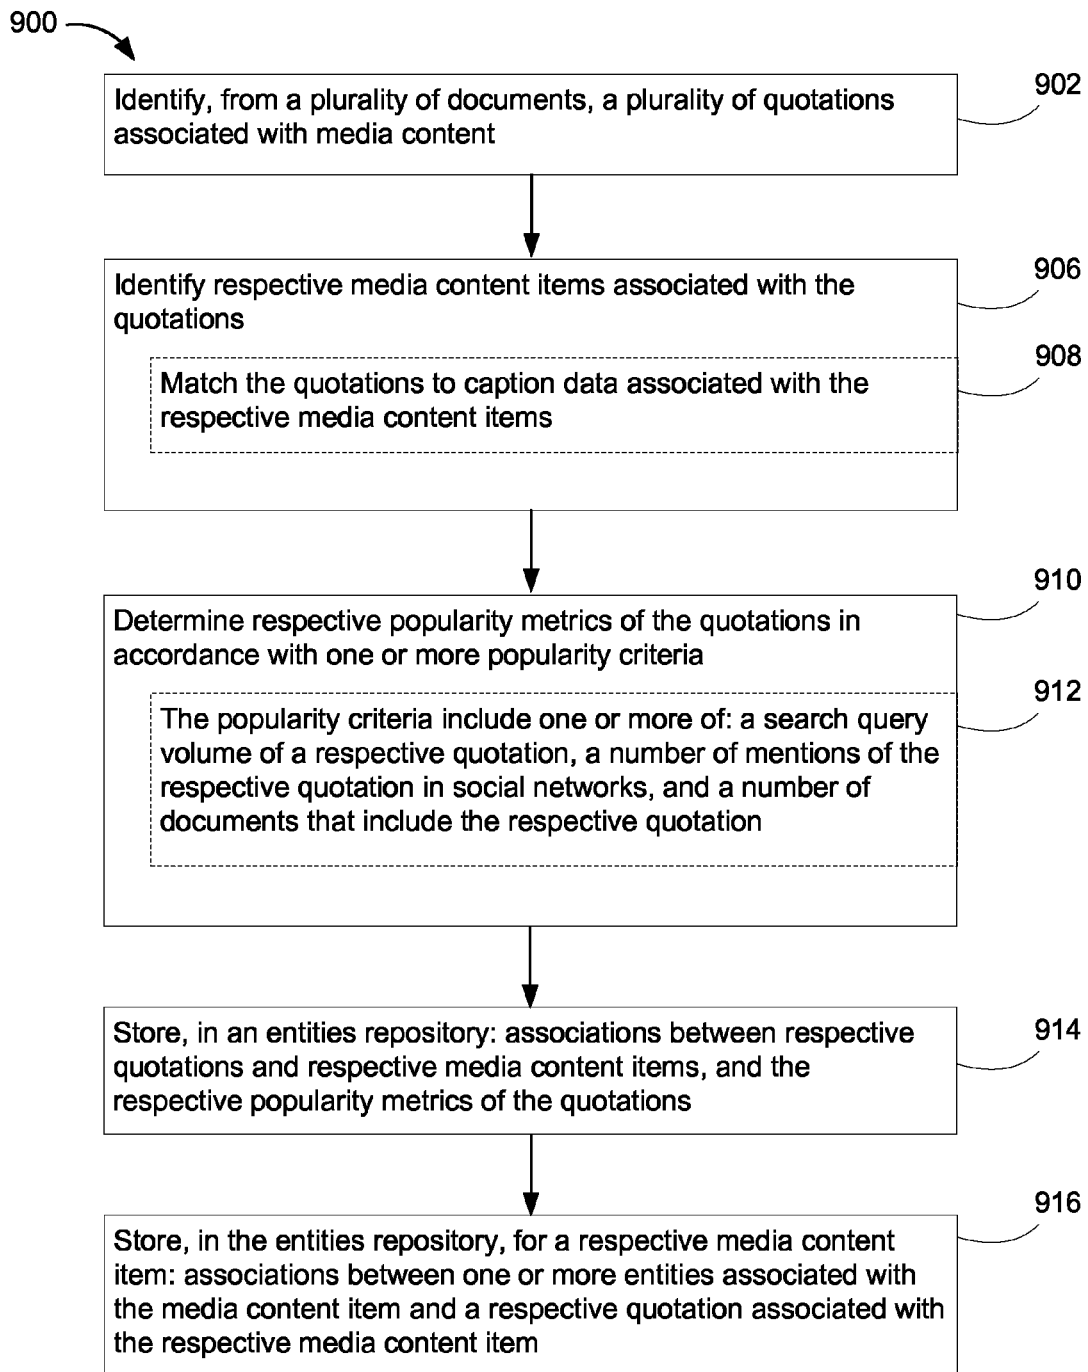 900
902
Identify, from a plurality of documents, a plurality of quotations
associated with media content
906
Identify respective media content items associated with the
quotations
908
Match the quotations to caption data associated with the
respective media content items
910
Determine respective popularity metrics of the quotations in
accordance with one or more popularity criteria
912
The popularity criteria include one or more of: a search query
volume of a respective quotation, a number of mentions of the
respective quotation in social networks, and a number of
documents that include the respective quotation
914
Store, in an entities repository: associations between respective
quotations and respective media content items, and the
respective popularity metrics of the quotations
916
Store, in the entities repository, for a respective media content
item: associations between one or more entities associated with
the media content item and a respective quotation associated with
the respective media content item